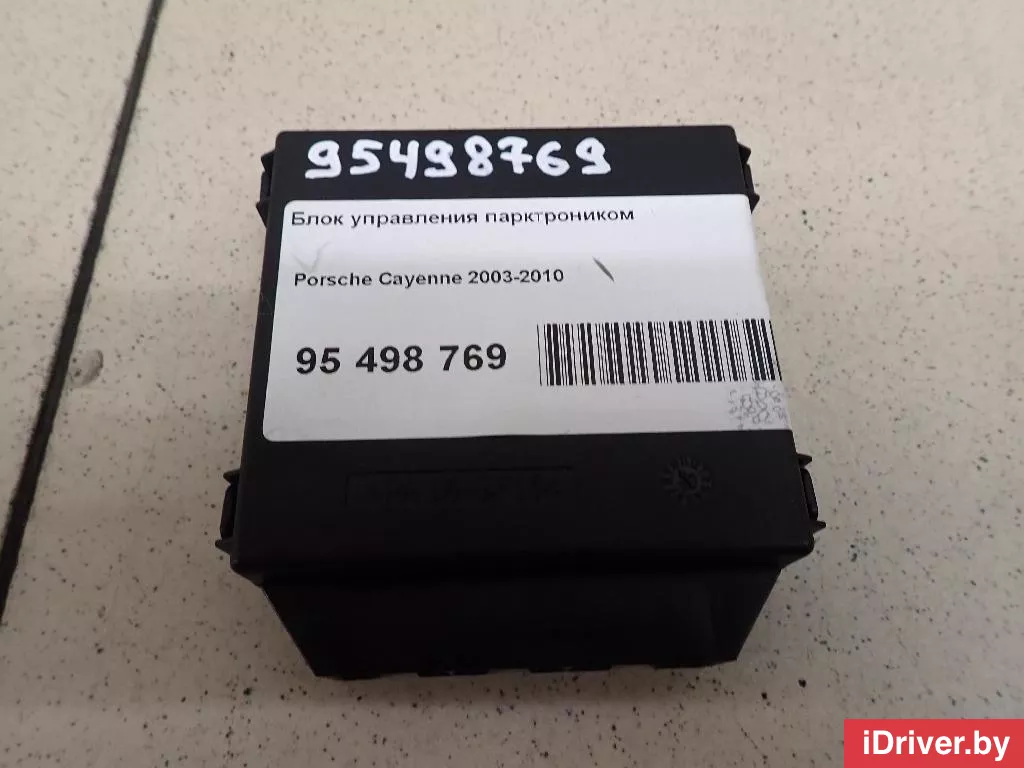 95498769
Блок управления парктроником
Porsche Cayenne 2003-2010
95 498 769
iDriver.by